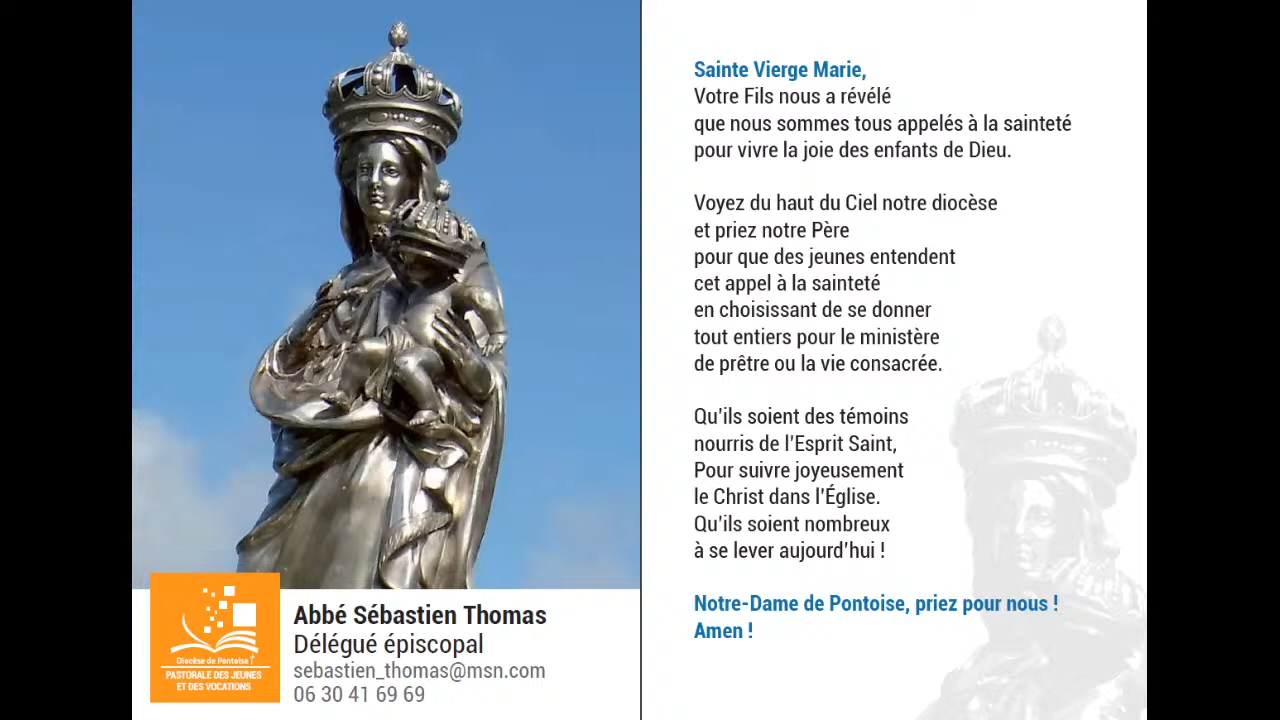 Diocèse de Pontoise
PASTORALE DES JEUNES
ET DES VOCATIONS
Abbé Sébastien Thomas
Délégué épiscopal
sebastien_thomas@msn.com
06 30 41 69 69
Sainte Vierge Marie,
Votre Fils nous a révélé
que nous sommes tous appelés à la sainteté
pour vivre la joie des enfants de Dieu.
Voyez du haut du Ciel notre diocèse
et priez notre Père
pour que des jeunes entendent
cet appel à la sainteté
en choisissant de se donner
tout entiers pour le ministère
de prêtre ou la vie consacrée.
Qu'ils soient des témoins
nourris de l'Esprit Saint,
Pour suivre joyeusement
le Christ dans l'Église.
Qu'ils soient nombreux
à se lever aujourd'hui !
Notre-Dame de Pontoise, priez pour nous !
Amen !